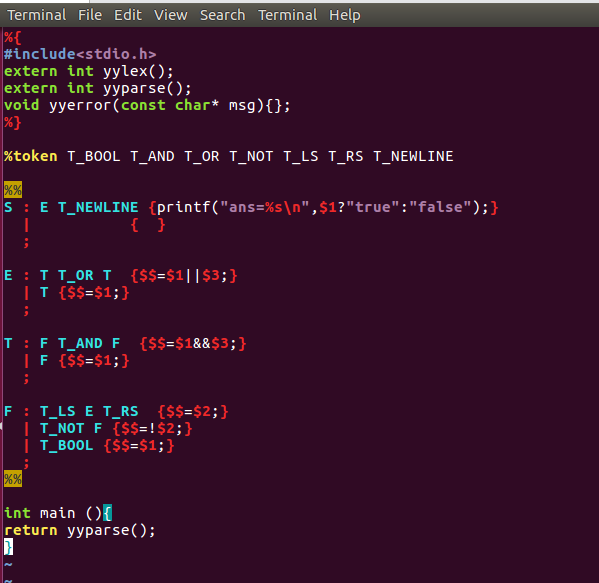 Terminal File Edit View Search Terminal Help
%{
#include<stdio.h>
extern int yylex();
extern int yyparse();
void yyerror(const char* msg){};
%}

%token T_BOOL T_AND T_OR T_NOT T_LS T_RS T_NEWLINE

%%
S : E T_NEWLINE {printf("ans=%s\n",$1?"true":"false");}
  |           {  }
  ;

E : T T_OR T  {$$=$1||$3;}
  | T {$$=$1;}
  ;

T : F T_AND F  {$$=$1&&$3;}
  | F {$$=$1;}
  ;

F : T_LS E T_RS  {$$=$2;}
  | T_NOT F {$$=!$2;}
  | T_BOOL {$$=$1;}
  ;
%%

int main (){
return yyparse();
}
~
~